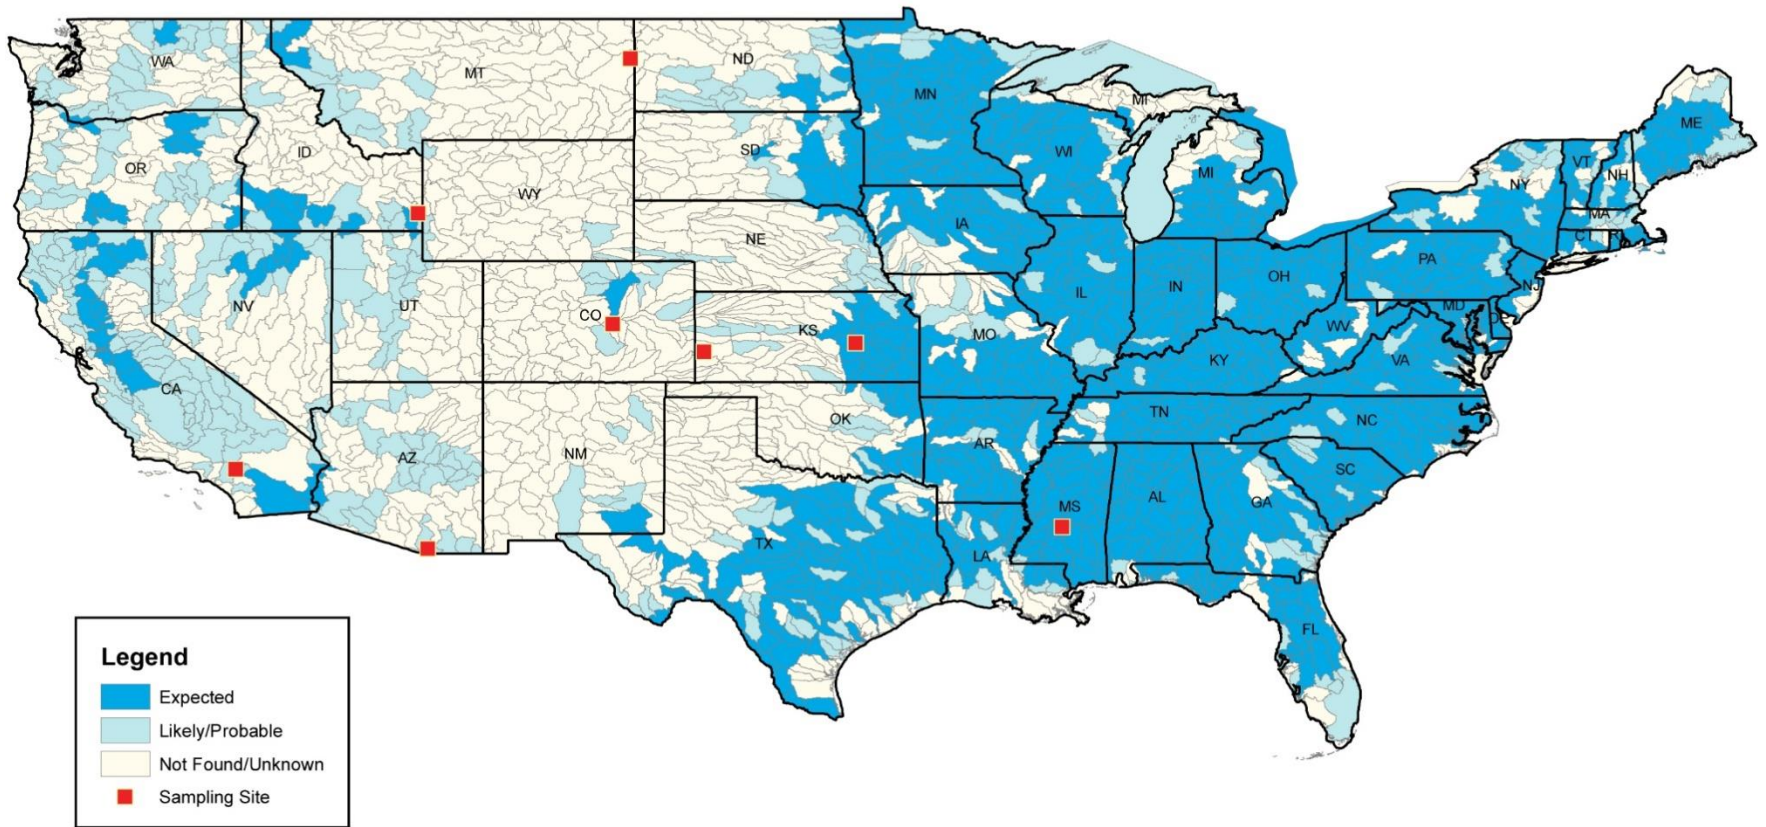 WA
MT
ND
MN
MI
ME
OR
ID
SD
WI
MI
VT
NH
NY
WY
MA
NE
IA
CT
RI
PA
NV
UT
CO
KS
IL
IN
OH
NJ
MD
DE
MO
WV
CA
KY
VA
OK
TN
NC
AZ
NM
AR
SC
MS
AL
GA
TX
LA
FL
Legend
Expected
Likely/Probable
Not Found/Unknown
Sampling Site